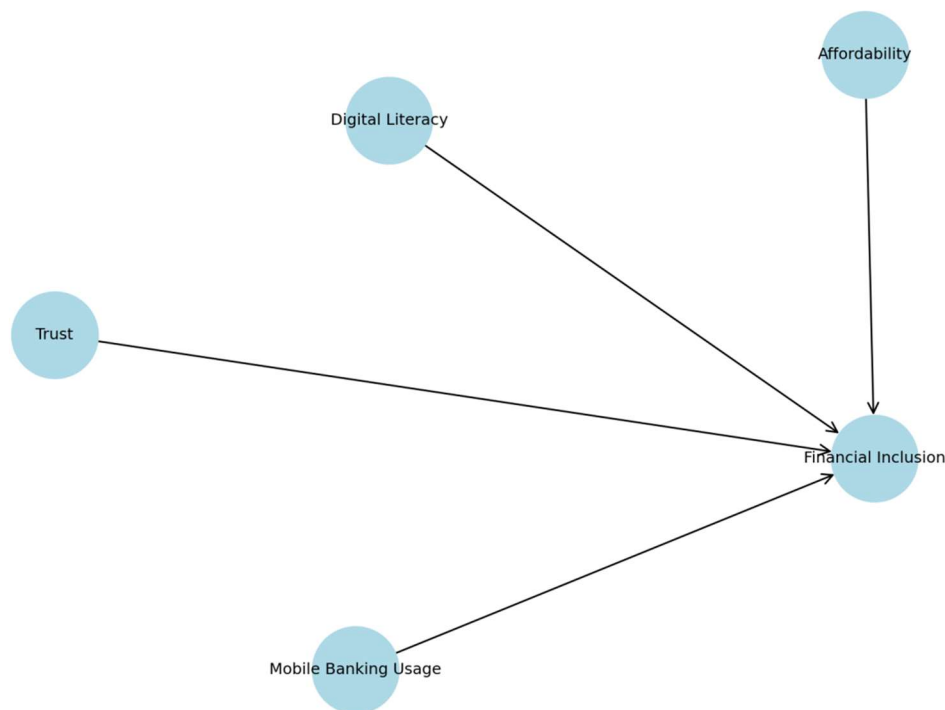 Affordability
Digital Literacy
Trust
Financial Inclusion
Mobile Banking Usage